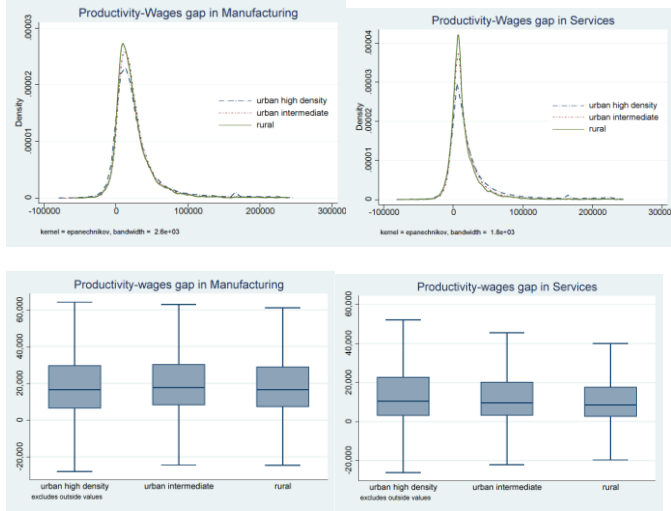 Productivity-Wages gap in Manufacturing
.00003
.00002
.00001
0
Density
urban high density
urban intermediate
rural
-100000 0 100000 200000 300000
kernel = epanechnikov, bandwidth = 2.6e+03
Productivity-Wages gap in Services
.00004
.00003
.00002
.00001
0
Density
urban high density
urban intermediate
rural
-100000 0 100000 200000 300000
kernel = epanechnikov, bandwidth = 1.8e+03
Productivity-wages gap in Manufacturing
60,000
40,000
20,000
0
-20,000
urban high density urban intermediate rural
excludes outside values
Productivity-wages gap in Services
60,000
40,000
20,000
0
-20,000
urban high density urban intermediate rural
excludes outside values